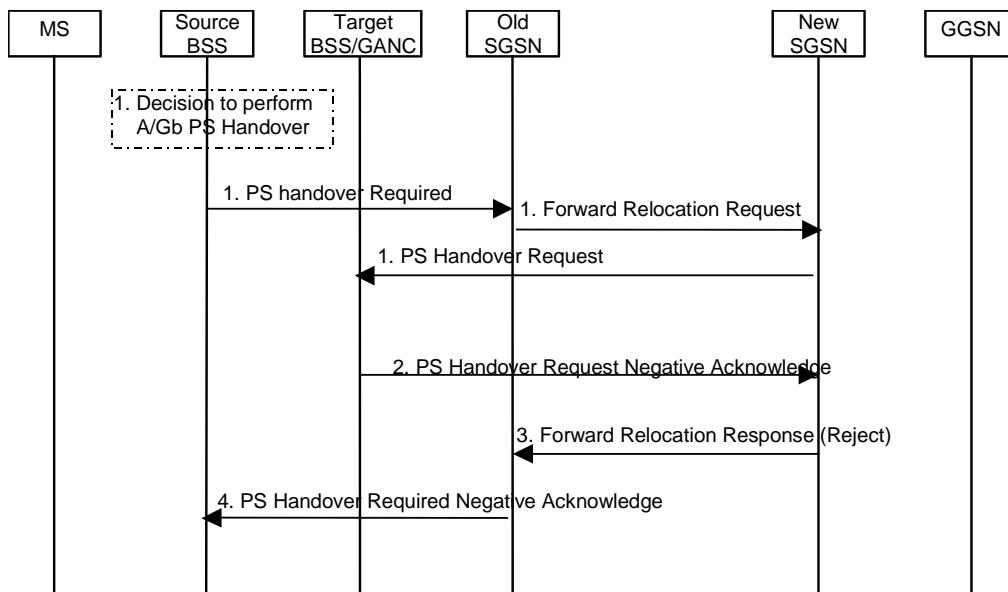 MS
Source
BSS
Target
BSS/GANC
Old
SGSN
New
SGSN
GGSN
1. Decision to perform
A/Gb PS Handover
1. PS handover Required
1. Forward Relocation Request
1. PS Handover Request
2. PS Handover Request Negative Acknowledge
3. Forward Relocation Response (Reject)
4. PS Handover Required Negative Acknowledge